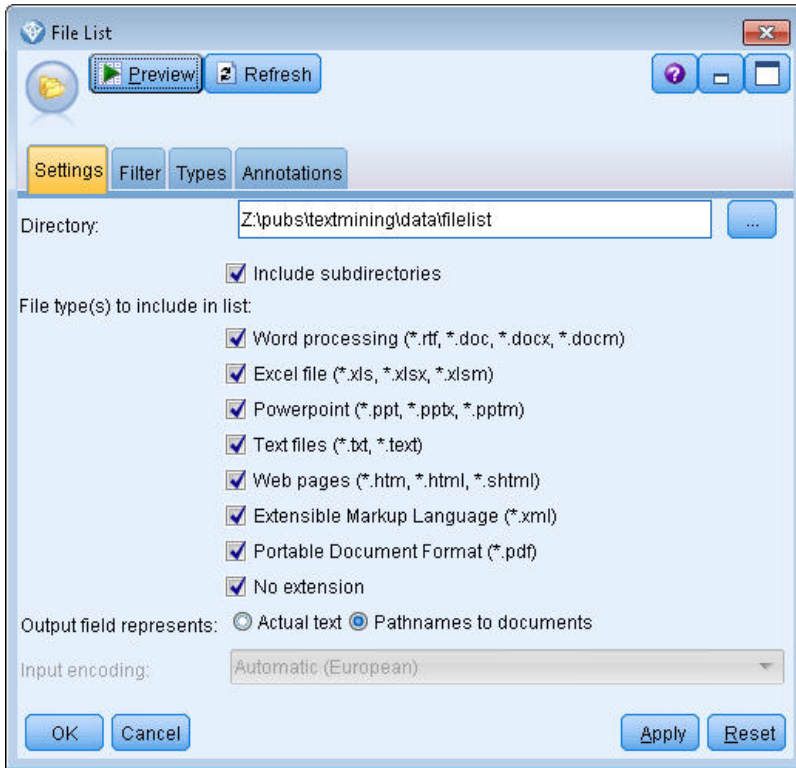 File List
Preview Refresh
Settings Filter Types Annotations
Directory: Z:\pubs\textmining\data\filelist ...
Include subdirectories
File type(s) to include in list:
Word processing (*.rtf, *.doc, *.docx, *.docm)
Excel file (*.xls, *.xlsx, *.xlsm)
Powerpoint (*.ppt, *.pptx, *.pptm)
Text files (*.txt, *.text)
Web pages (*.htm, *.html, *.shtml)
Extensible Markup Language (*.xml)
Portable Document Format (*.pdf)
No extension
Output field represents: Actual text Pathnames to documents
Input encoding: Automatic (European)
OK Cancel Apply Reset